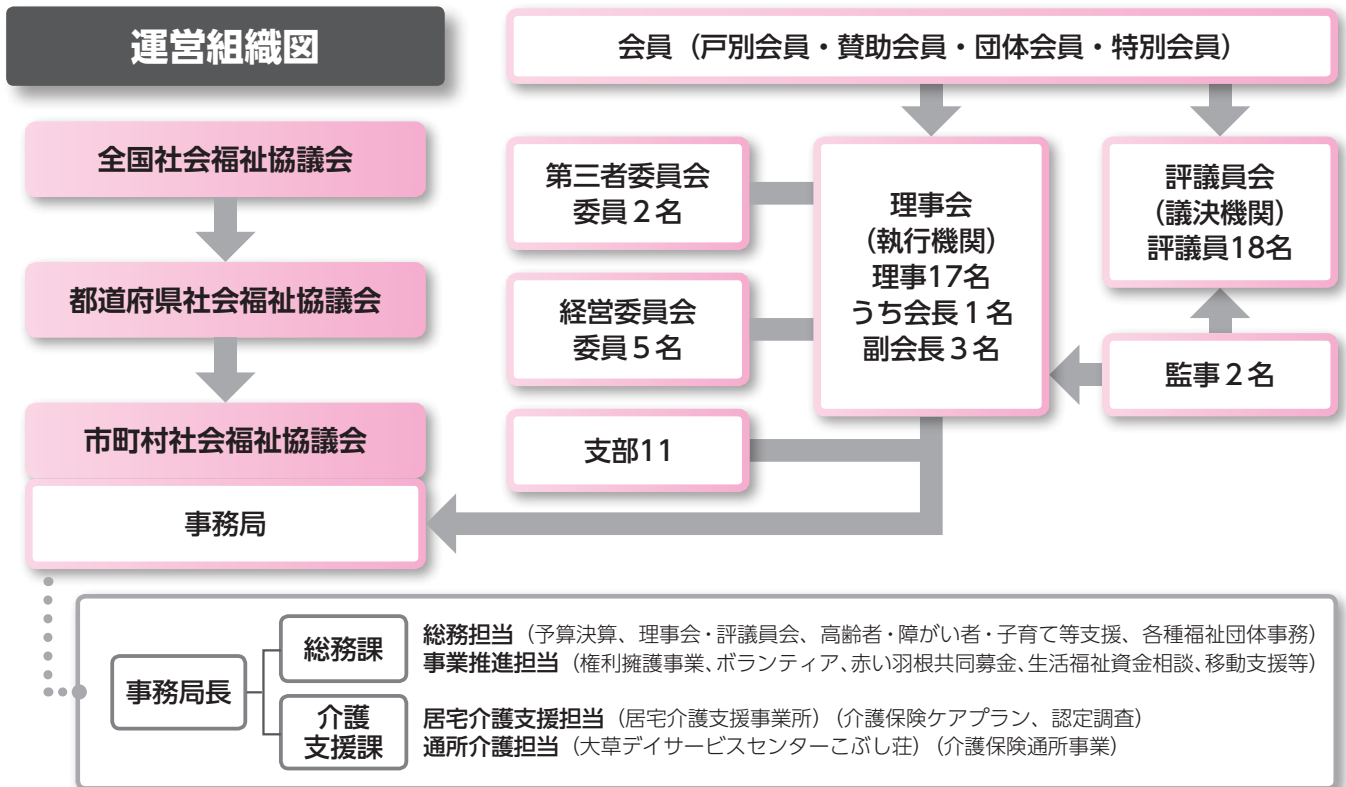 運営組織図
会員（戸別会員・賛助会員・団体会員・特別会員）
全国社会福祉協議会
都道府県社会福祉協議会
市町村社会福祉協議会
事務局
第三者委員会
委員２名
経営委員会
委員５名
支部11
理事会
（執行機関）
理事17名
うち会長１名
副会長３名
評議員会
（議決機関）
評議員18名
監事２名
事務局長
総務課
総務担当（予算決算、理事会・評議員会、高齢者・障がい者・子育て等支援、各種福祉団体事務）
事業推進担当（権利擁護事業、ボランティア、赤い羽根共同募金、生活福祉資金相談、移動支援等）
介護
支援課
居宅介護支援担当（居宅介護支援事業所）（介護保険ケアプラン、認定調査）
通所介護担当（大草デイサービスセンターこぶし荘）（介護保険通所事業）